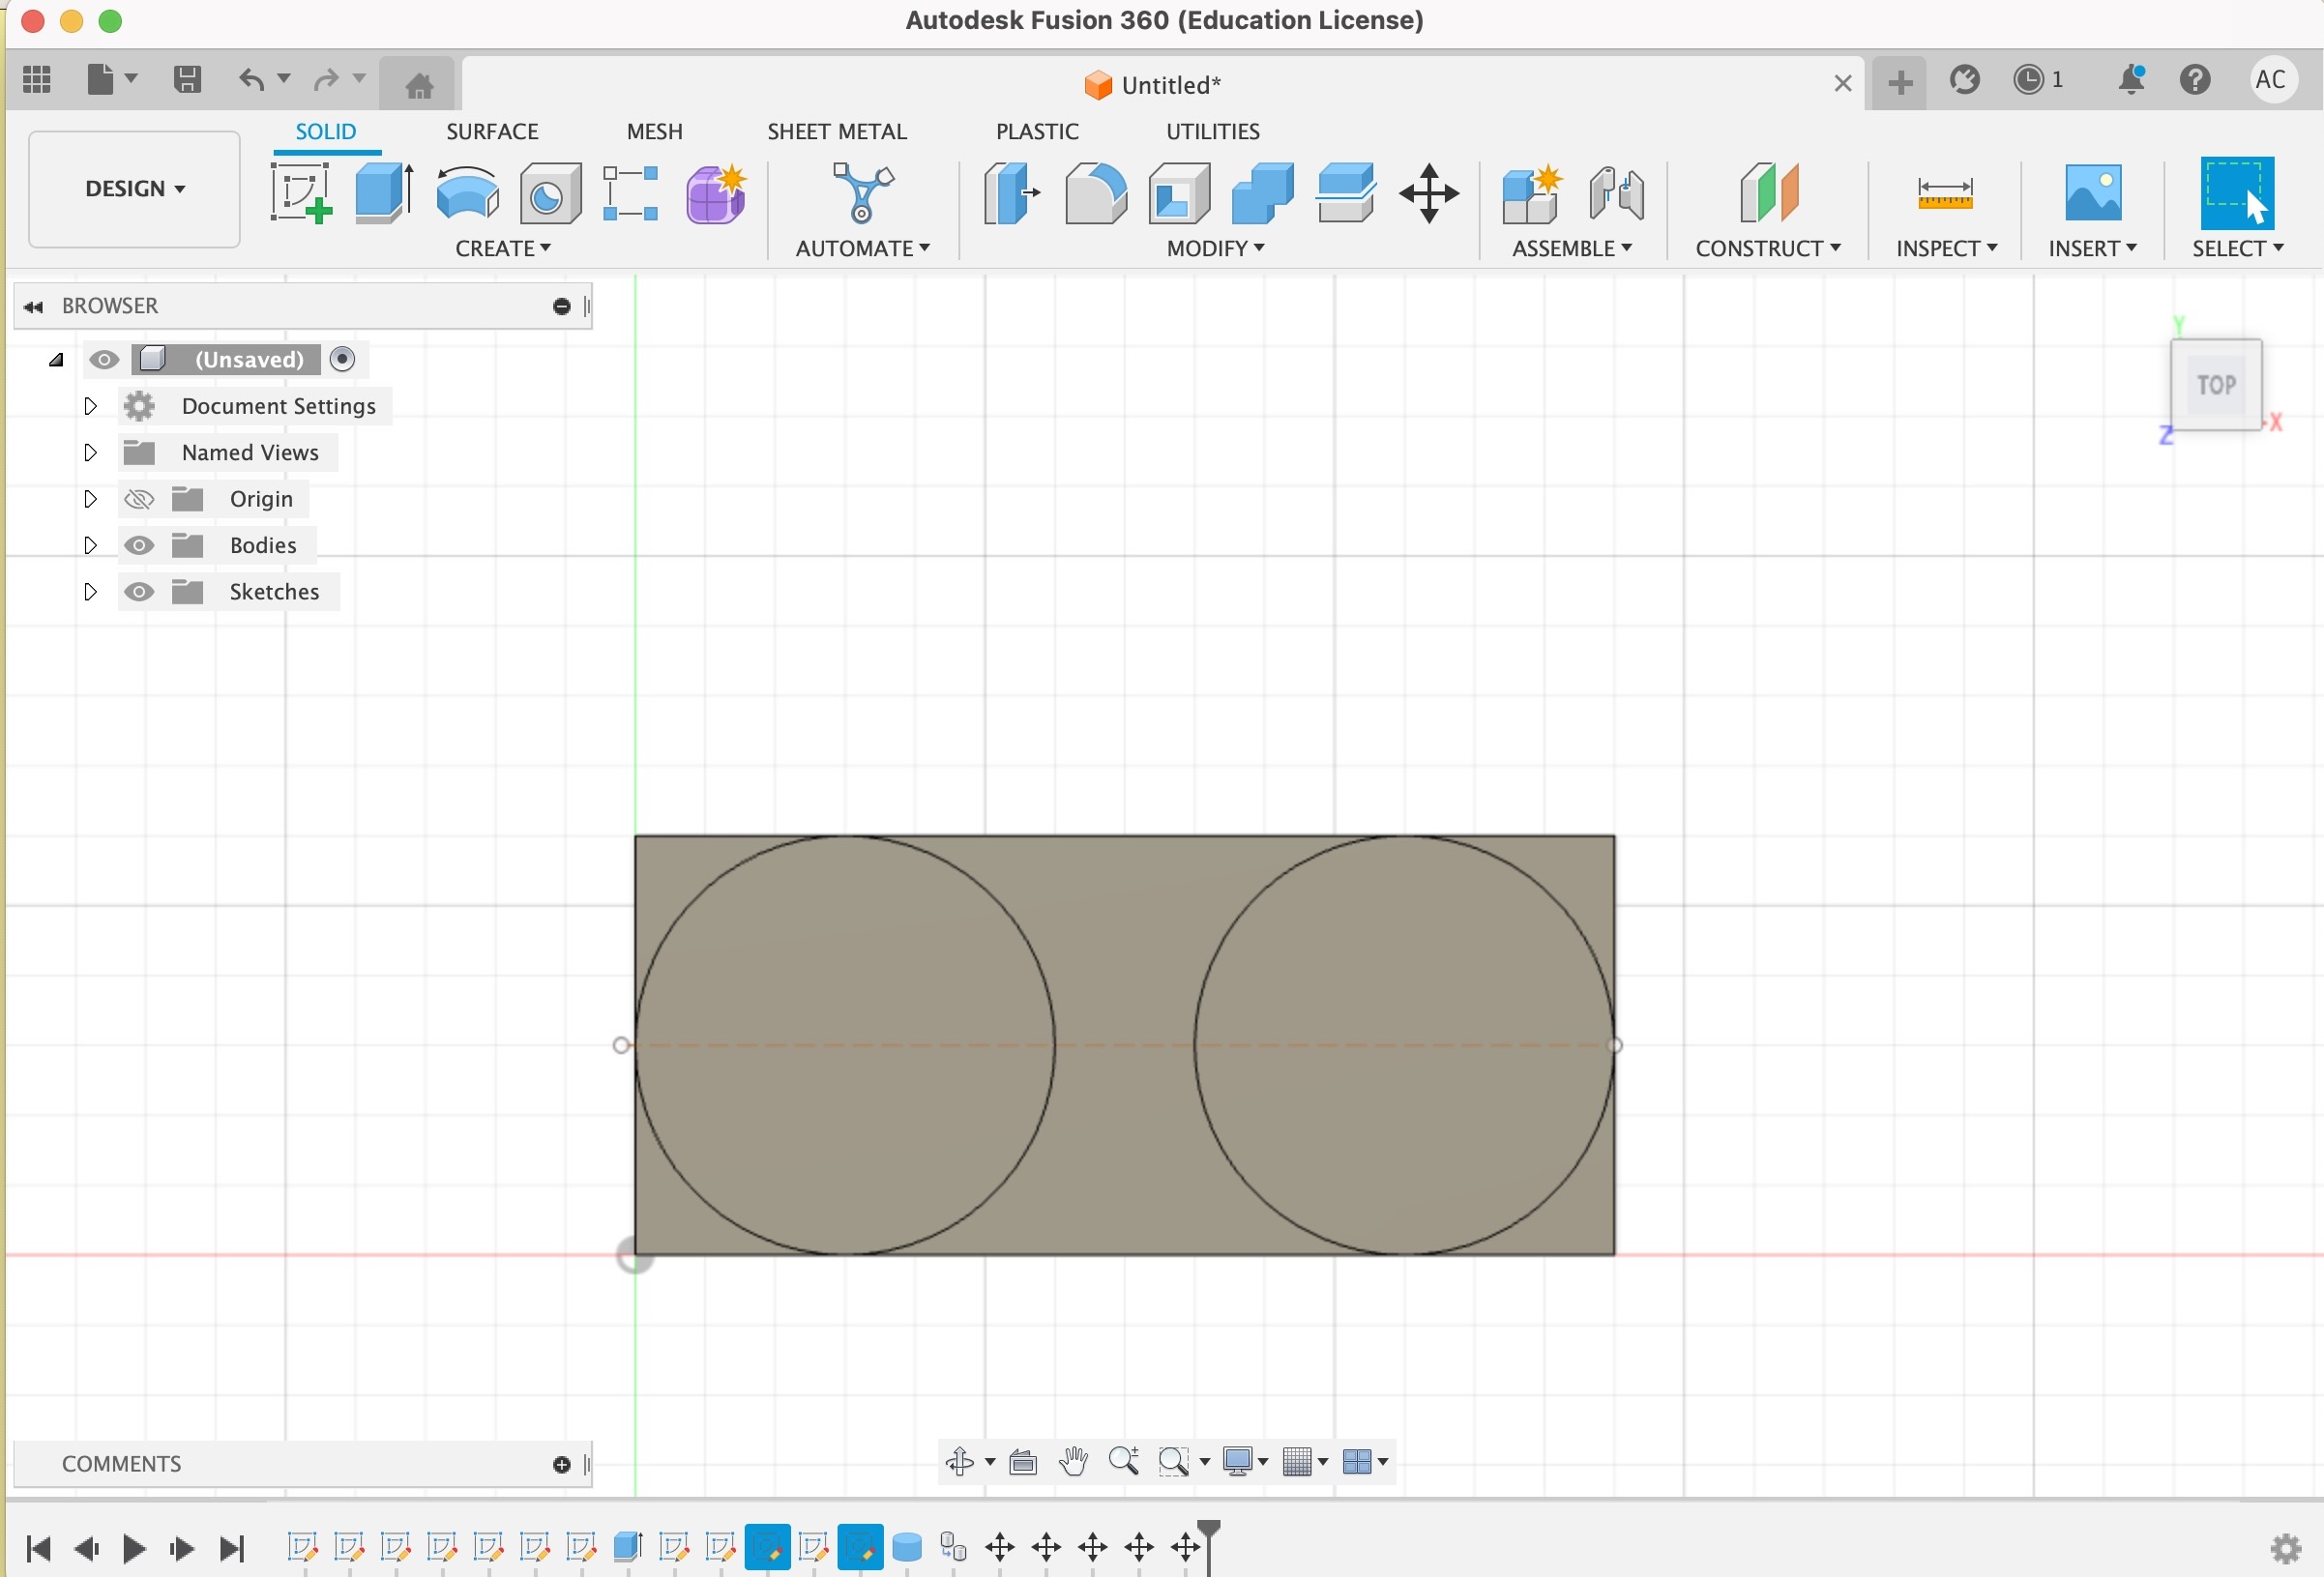 Autodesk Fusion 360 (Education License)
Untitled*
1
AC
SOLID SURFACE MESH SHEET METAL PLASTIC UTILITIES
DESIGN
CREATE AUTOMATE MODIFY ASSEMBLE CONSTRUCT INSPECT INSERT SELECT
BROWSER
(Unsaved)
Document Settings
Named Views
Origin
Bodies
Sketches
Y
TOP
X
Z
COMMENTS